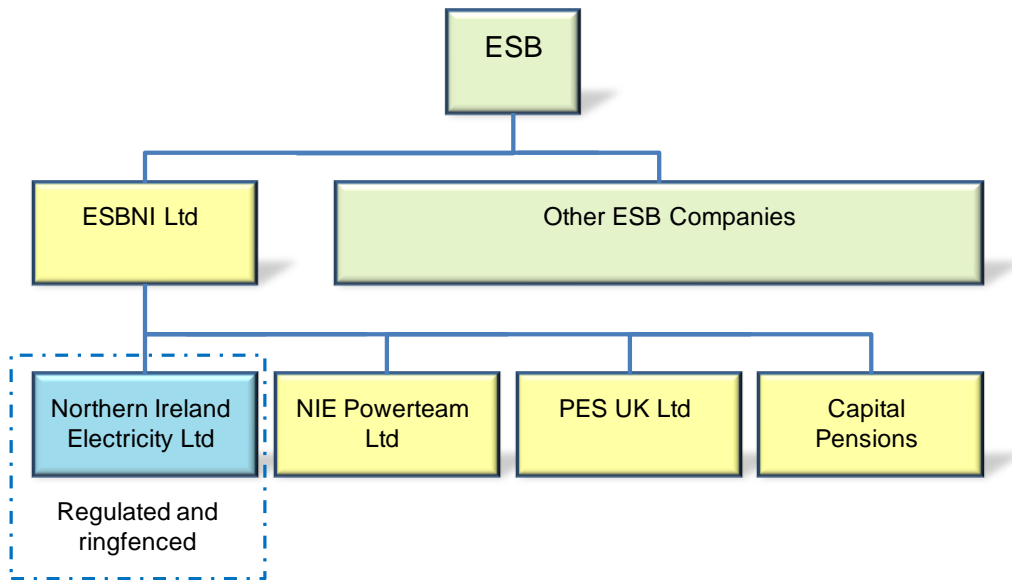 ESB
ESBNI Ltd
Other ESB Companies
Northern Ireland
Electricity Ltd
NIE Powerteam
Ltd
PES UK Ltd
Capital
Pensions
Regulated and
ringfenced